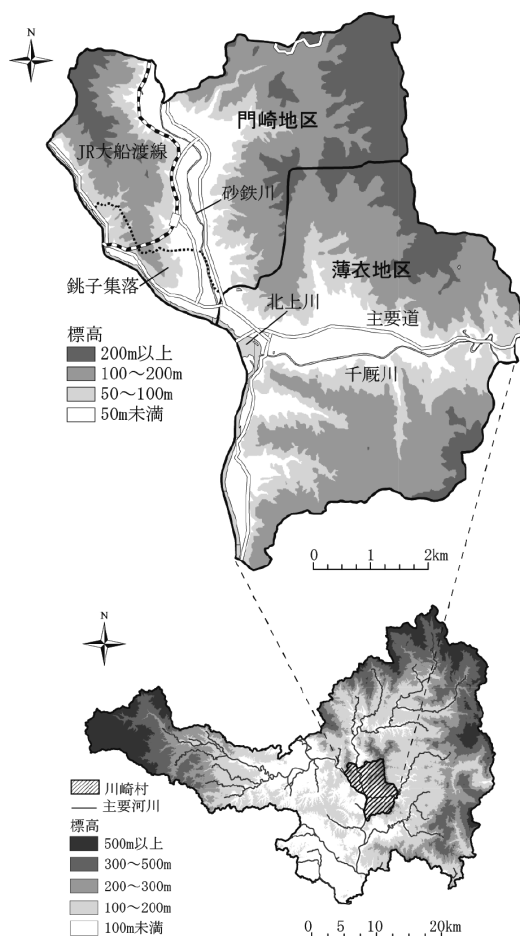 N
門崎地区
JR大船渡線
砂鉄川
薄衣地区
銚子集落
北上川
主要道
千厩川
標高
200m以上
100～200m
50～100m
50m未満
0 1 2km
N
川崎村
主要河川
標高
500m以上
300～500m
200～300m
100～200m
100m未満
0 5 10 20km